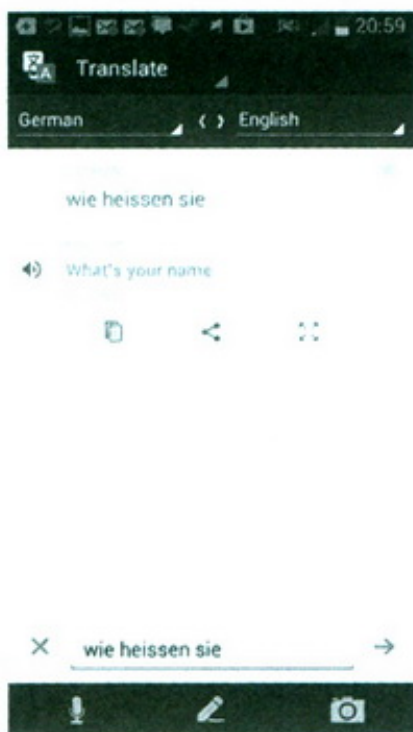 20:59
Translate
German English
wie heissen sie
What's your name
wie heissen sie